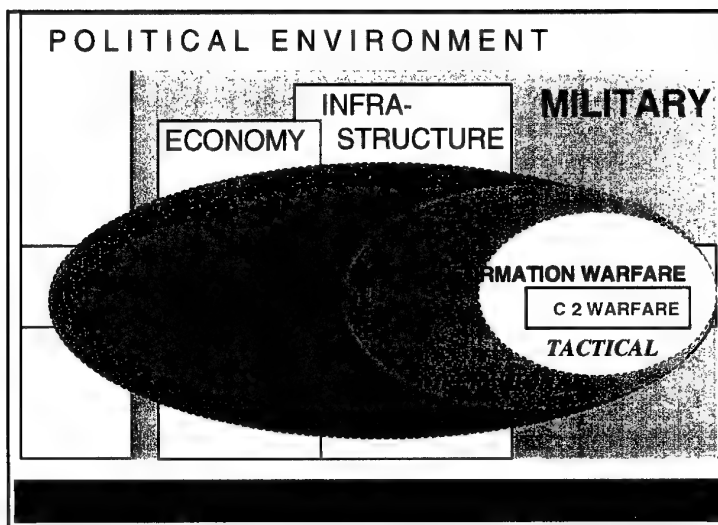 POLITICAL ENVIRONMENT
INFRA-
STRUCTURE
MILITARY
ECONOMY
RMATION WARFARE
C 2 WARFARE
TACTICAL